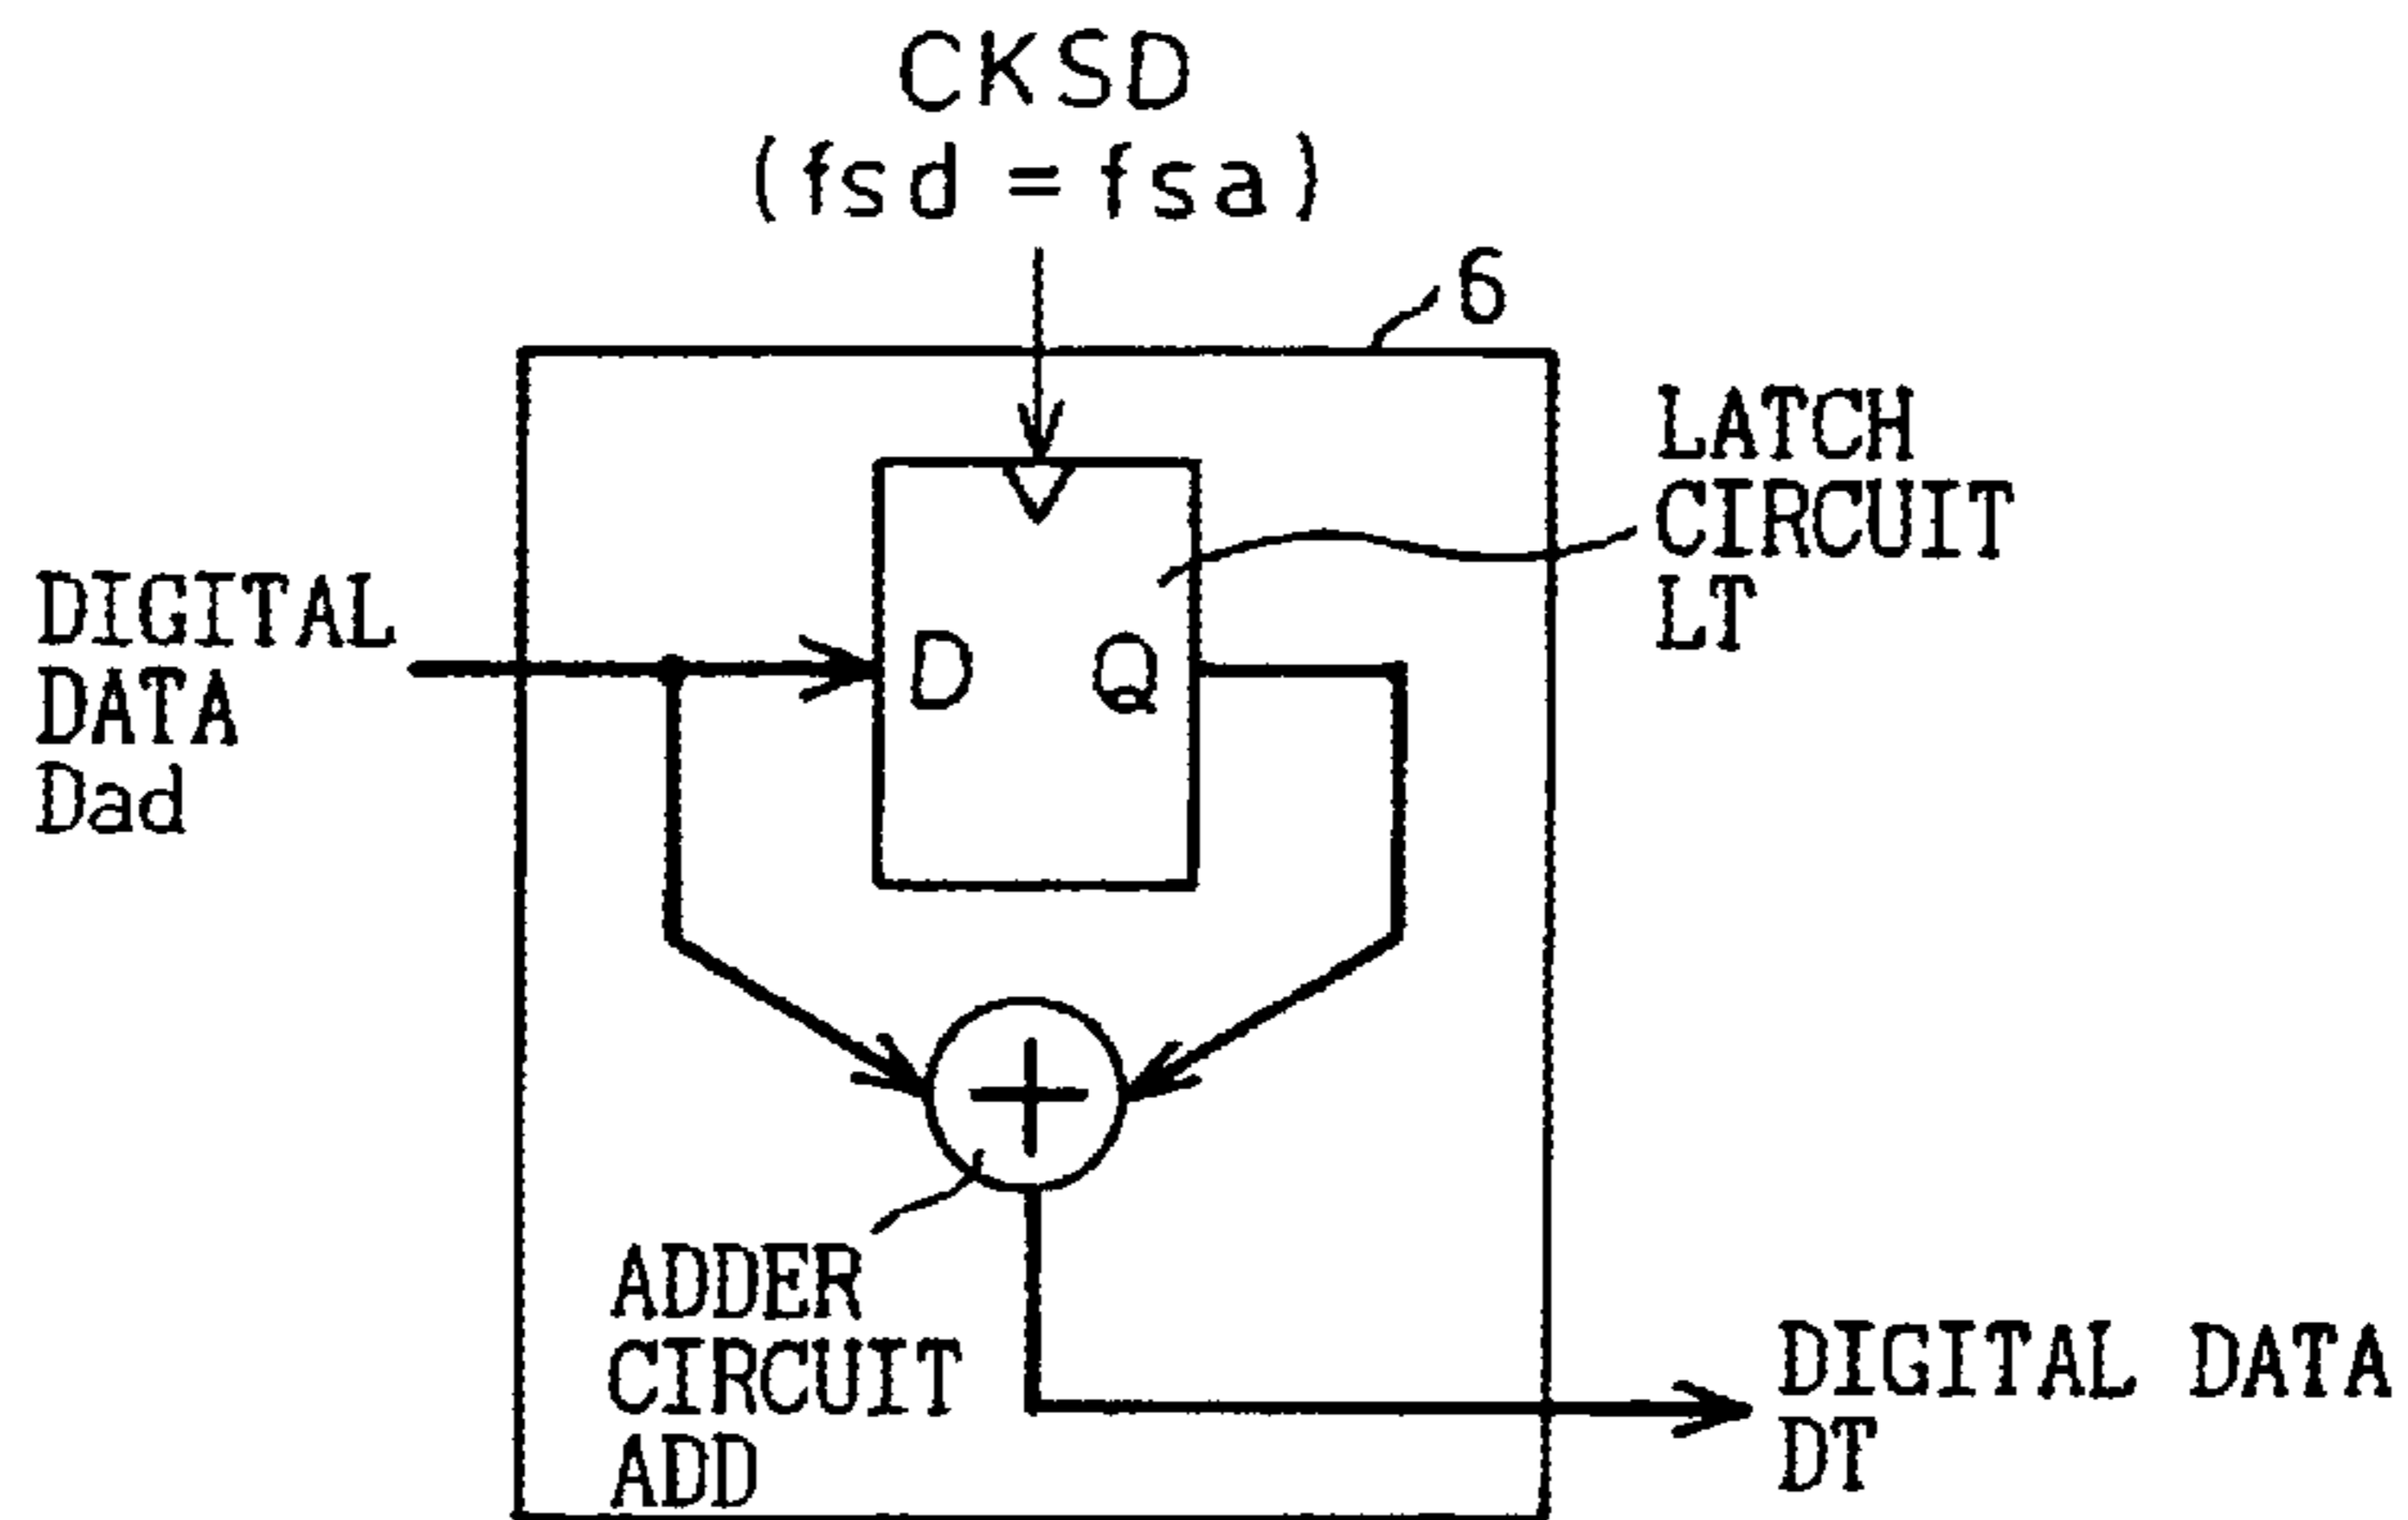 CKSD
(fsd = fsa)
6
LATCH
CIRCUIT
LT
DIGITAL
DATA
Dad
D Q
ADDER
CIRCUIT
ADD
DIGITAL DATA
DT